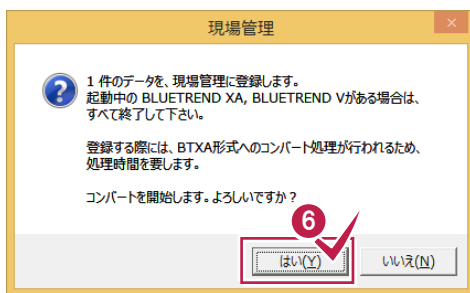 現場管理
1 件のデータを、現場管理に登録します。
起動中の BLUETREND XA, BLUETREND Vがある場合は、
すべて終了して下さい。
登録する際には、BTXA形式へのコンバート処理が行われるため、
処理時間を要します。
コンバートを開始します。よろしいですか？
6
はい(Y)
いいえ(N)